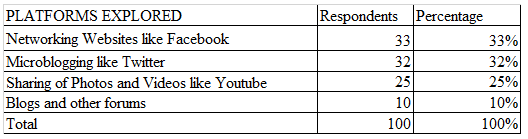 PLATFORMS EXPLORED Respondents Percentage
Networking Websites like Facebook 33 33%
Microblogging like Twitter 32 32%
Sharing of Photos and Videos like Youtube 25 25%
Blogs and other forums 10 10%
Total 100 100%